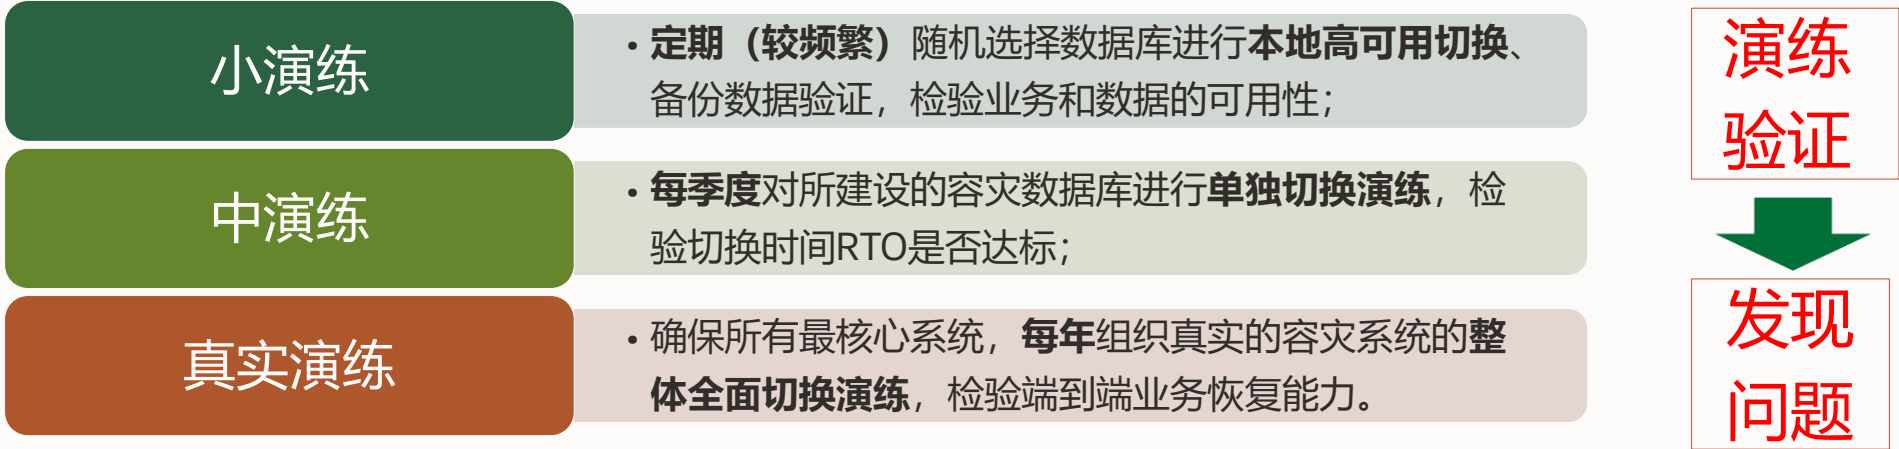 小演练
• 定期（较频繁）随机选择数据库进行本地高可用切换、
备份数据验证，检验业务和数据的可用性；
中演练
• 每季度对所建设的容灾数据库进行单独切换演练，检
验切换时间RTO是否达标；
真实演练
• 确保所有最核心系统，每年组织真实的容灾系统的整
体全面切换演练，检验端到端业务恢复能力。
演练
验证
发现
问题